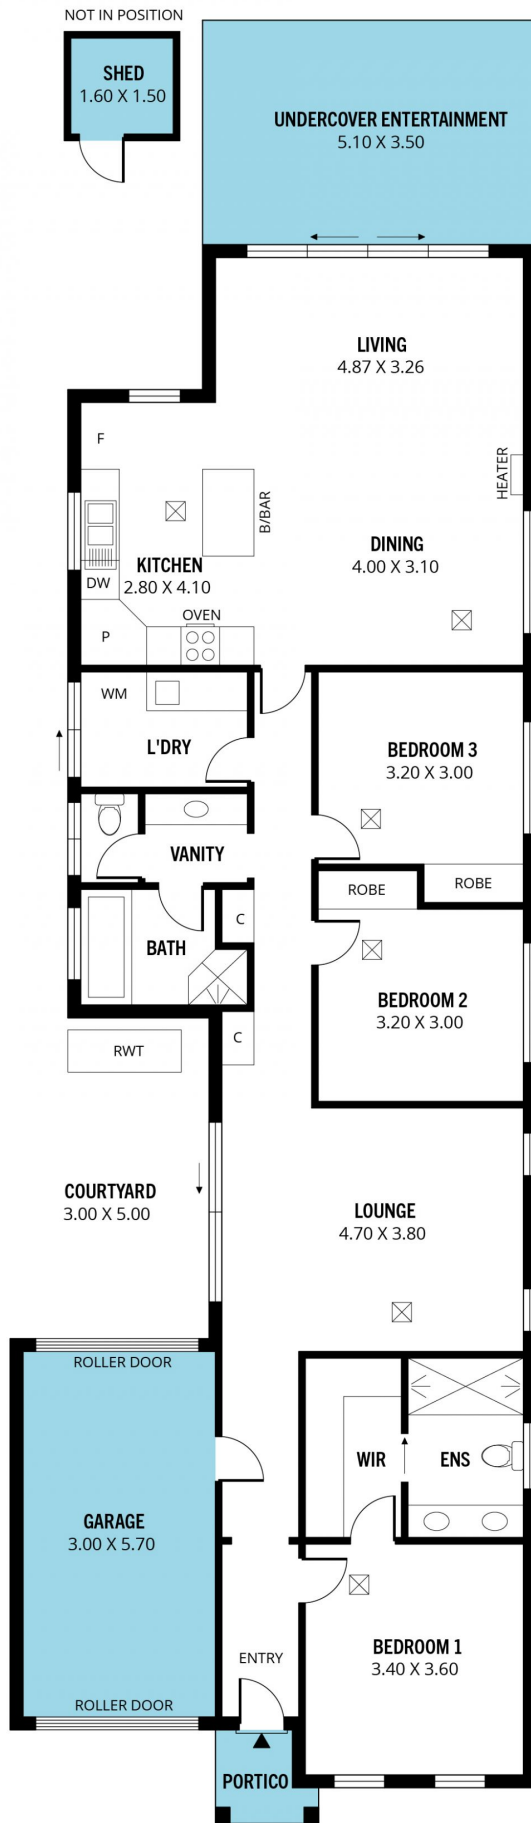 NOT IN POSITION
SHED
1.60 X 1.50
UNDERCOVER ENTERTAINMENT
5.10 X 3.50
LIVING
4.87 X 3.26
F
HEATER
B/BAR
DINING
4.00 X 3.10
KITCHEN
2.80 X 4.10
DW
OVEN
P
WM
L'DRY
BEDROOM 3
3.20 X 3.00
VANITY
ROBE
ROBE
C
BATH
BEDROOM 2
3.20 X 3.00
C
RWT
COURTYARD
3.00 X 5.00
LOUNGE
4.70 X 3.80
ROLLER DOOR
WIR
ENS
GARAGE
3.00 X 5.70
ENTRY
BEDROOM 1
3.40 X 3.60
ROLLER DOOR
PORTICO